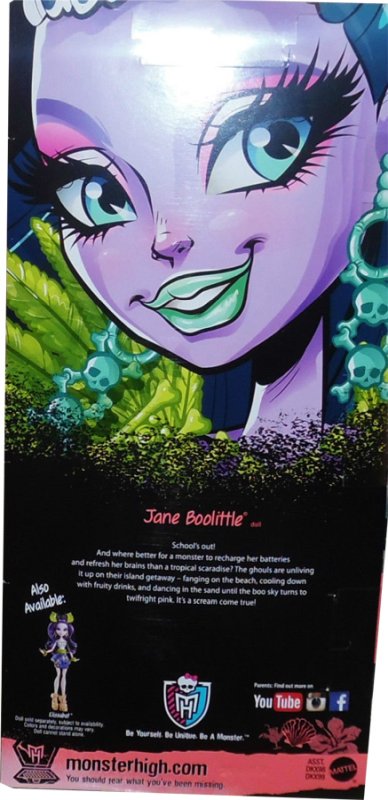 Jane Boolittle® doll
School's out!
And where better for a monster to recharge her batteries
and refresh her brains than a tropical scaradise? The ghouls are unliving
it up on their island getaway – fanging on the beach, cooling down
with fruity drinks, and dancing in the sand until the boo sky turns to
twifright pink. It's a scream come true!
Also
Available:
Ellowas
Doll sold separately, subject to availability.
Colors and decorations may vary.
Doll cannot stand alone.
Be Yourself. Be Unique. Be A Monster.™
Parents: Find out more on
YouTube f
monsterhigh.com
You should rear what you've been missing.
ASST.
DKX98
DKX99
MATTEL